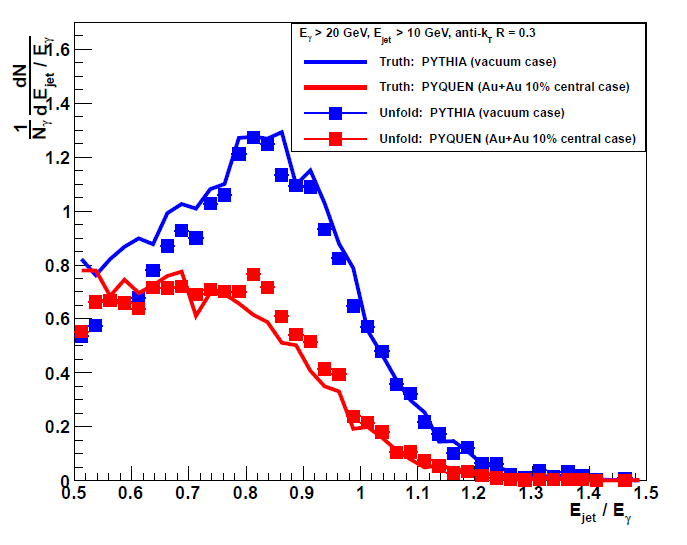 1 dN
N_γ d E_jet / E_γ
E_γ > 20 GeV, E_jet > 10 GeV, anti-k_T R = 0.3
Truth: PYTHIA (vacuum case)
Truth: PYQUEN (Au+Au 10% central case)
Unfold: PYTHIA (vacuum case)
Unfold: PYQUEN (Au+Au 10% central case)
1.6
1.4
1.2
1
0.8
0.6
0.4
0.2
0
0.5 0.6 0.7 0.8 0.9 1 1.1 1.2 1.3 1.4 1.5
E_jet / E_γ